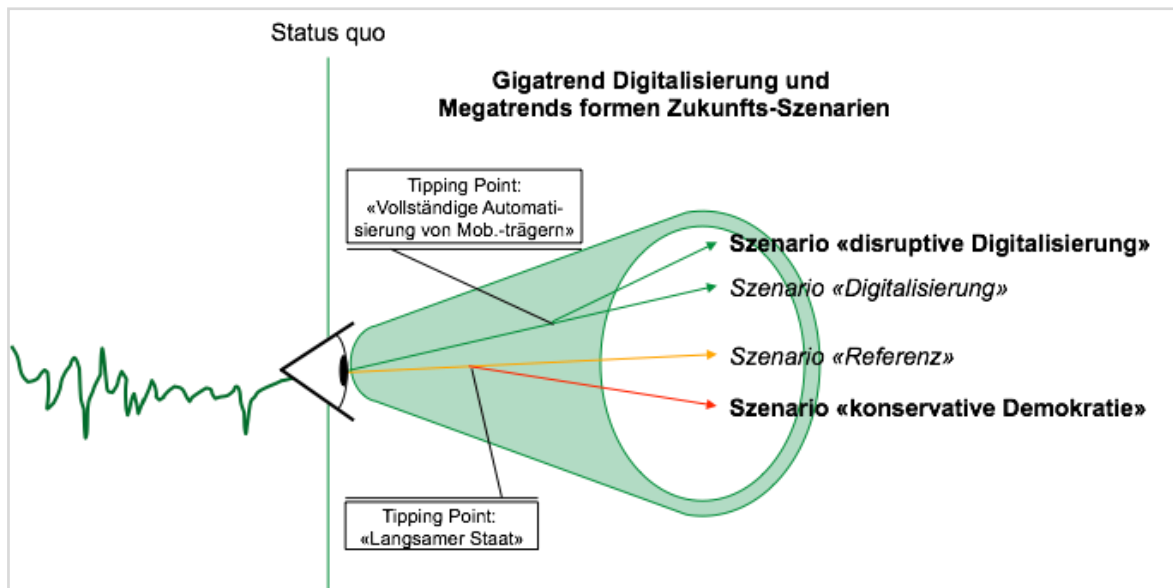 Status quo
Gigatrend Digitalisierung und
Megatrends formen Zukunfts-Szenarien
Tipping Point:
«Vollständige Automati-
sierung von Mob.-trägern»
Szenario «disruptive Digitalisierung»
Szenario «Digitalisierung»
Szenario «Referenz»
Szenario «konservative Demokratie»
Tipping Point:
«Langsamer Staat»